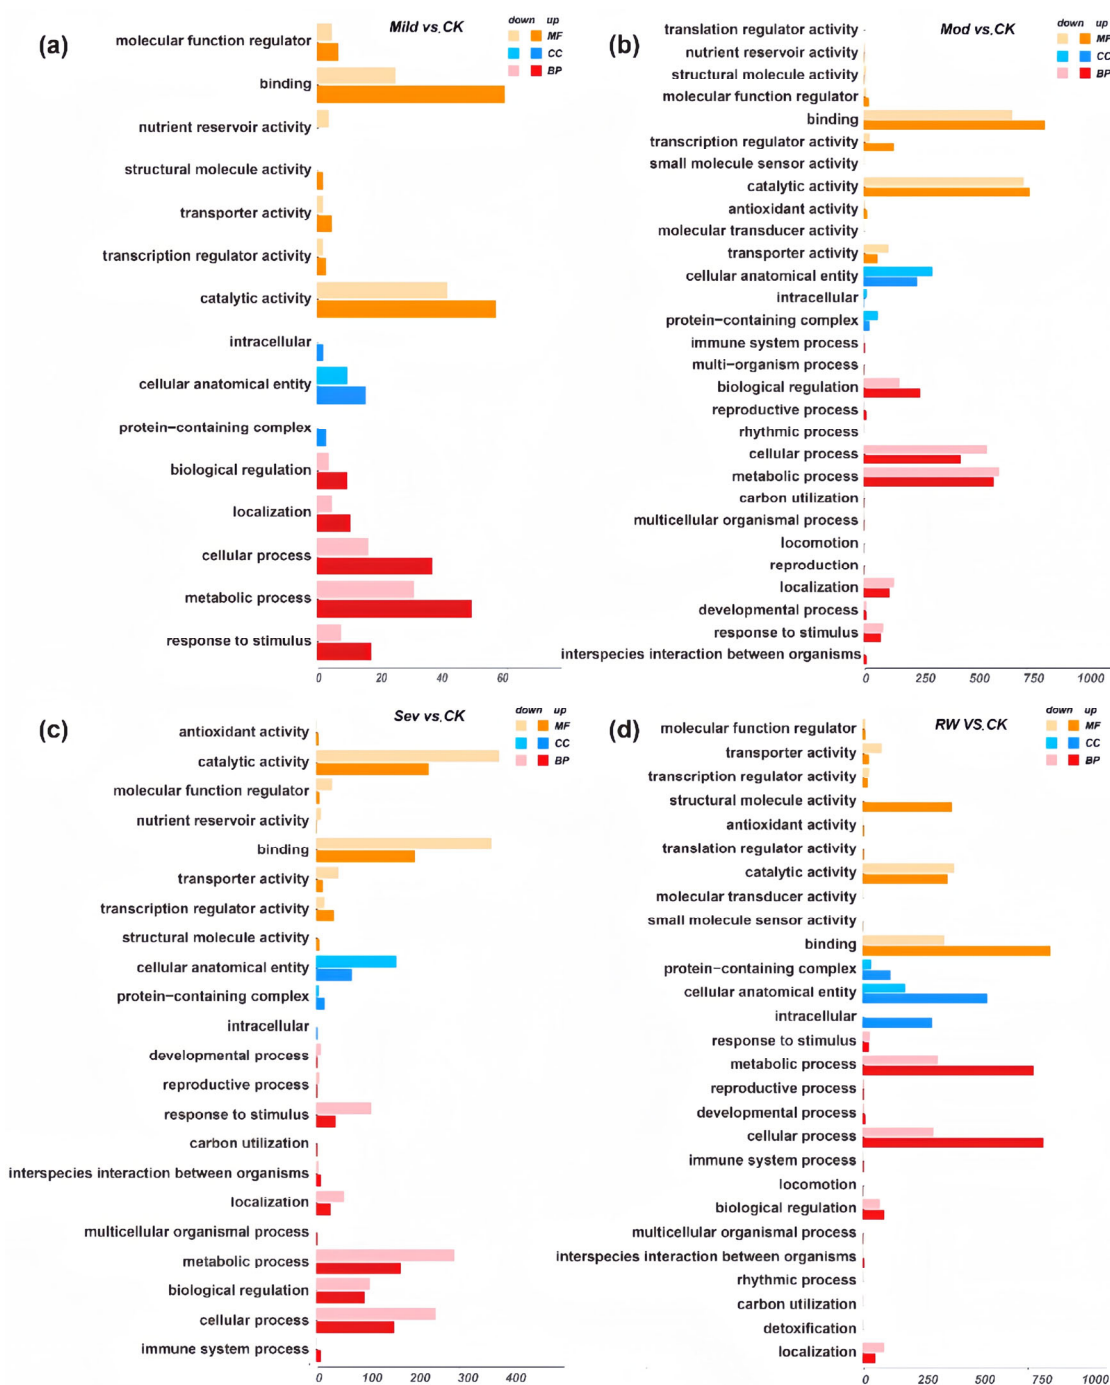 (a)
Mild vs.CK
down up
MF
CC
BP
molecular function regulator
binding
nutrient reservoir activity
structural molecule activity
transporter activity
transcription regulator activity
catalytic activity
intracellular
cellular anatomical entity
protein−containing complex
biological regulation
localization
cellular process
metabolic process
response to stimulus
0 20 40 60
(b)
Mod vs.CK
down up
MF
CC
BP
translation regulator activity
nutrient reservoir activity
structural molecule activity
molecular function regulator
binding
transcription regulator activity
small molecule sensor activity
catalytic activity
antioxidant activity
molecular transducer activity
transporter activity
cellular anatomical entity
intracellular
protein−containing complex
immune system process
multi−organism process
biological regulation
reproductive process
rhythmic process
cellular process
metabolic process
carbon utilization
multicellular organismal process
locomotion
reproduction
localization
developmental process
response to stimulus
interspecies interaction between organisms
0 250 500 750 1000
(c)
Sev vs.CK
down up
MF
CC
BP
antioxidant activity
catalytic activity
molecular function regulator
nutrient reservoir activity
binding
transporter activity
transcription regulator activity
structural molecule activity
cellular anatomical entity
protein−containing complex
intracellular
developmental process
reproductive process
response to stimulus
carbon utilization
interspecies interaction between organisms
localization
multicellular organismal process
metabolic process
biological regulation
cellular process
immune system process
0 100 200 300 400
(d)
RW VS.CK
down up
MF
CC
BP
molecular function regulator
transporter activity
transcription regulator activity
structural molecule activity
antioxidant activity
translation regulator activity
catalytic activity
molecular transducer activity
small molecule sensor activity
binding
protein−containing complex
cellular anatomical entity
intracellular
response to stimulus
metabolic process
reproductive process
developmental process
cellular process
immune system process
locomotion
biological regulation
multicellular organismal process
interspecies interaction between organisms
rhythmic process
carbon utilization
detoxification
localization
0 250 500 750 1000